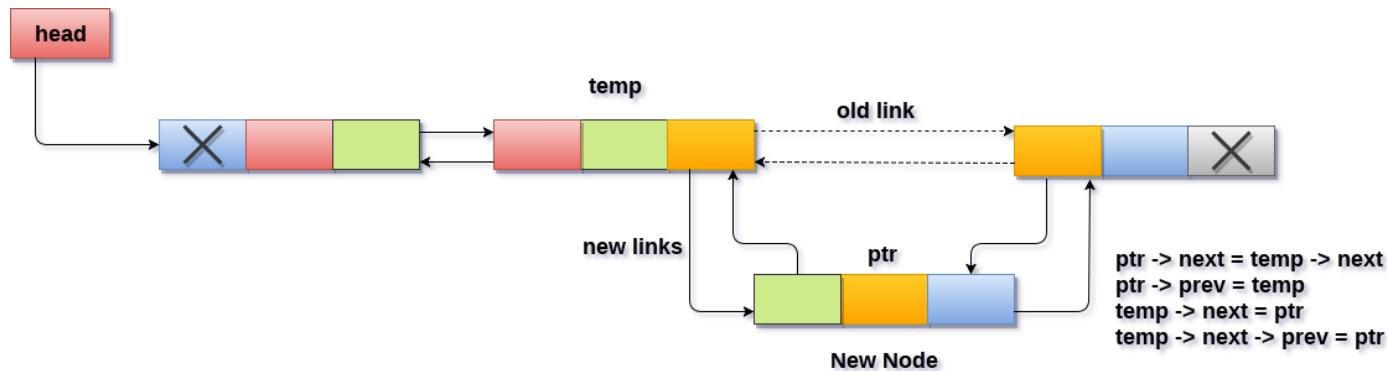 head
temp
old link
new links
ptr
ptr -> next = temp -> next
ptr -> prev = temp
temp -> next = ptr
temp -> next -> prev = ptr
New Node